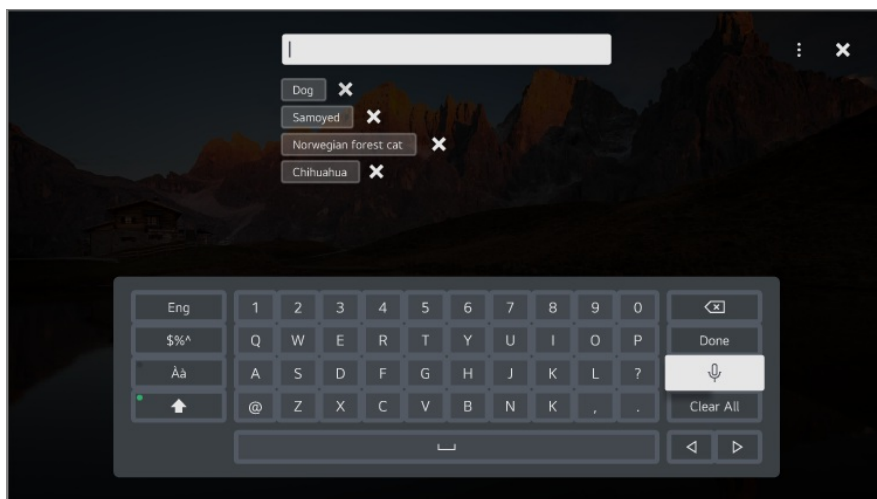 Dog
Samoyed
Norwegian forest cat
Chihuahua
Eng 1 2 3 4 5 6 7 8 9 0
$%^ Q W E R T Y U I O P Done
Àà A S D F G H J K L ?
@ Z X C V B N K , . Clear All